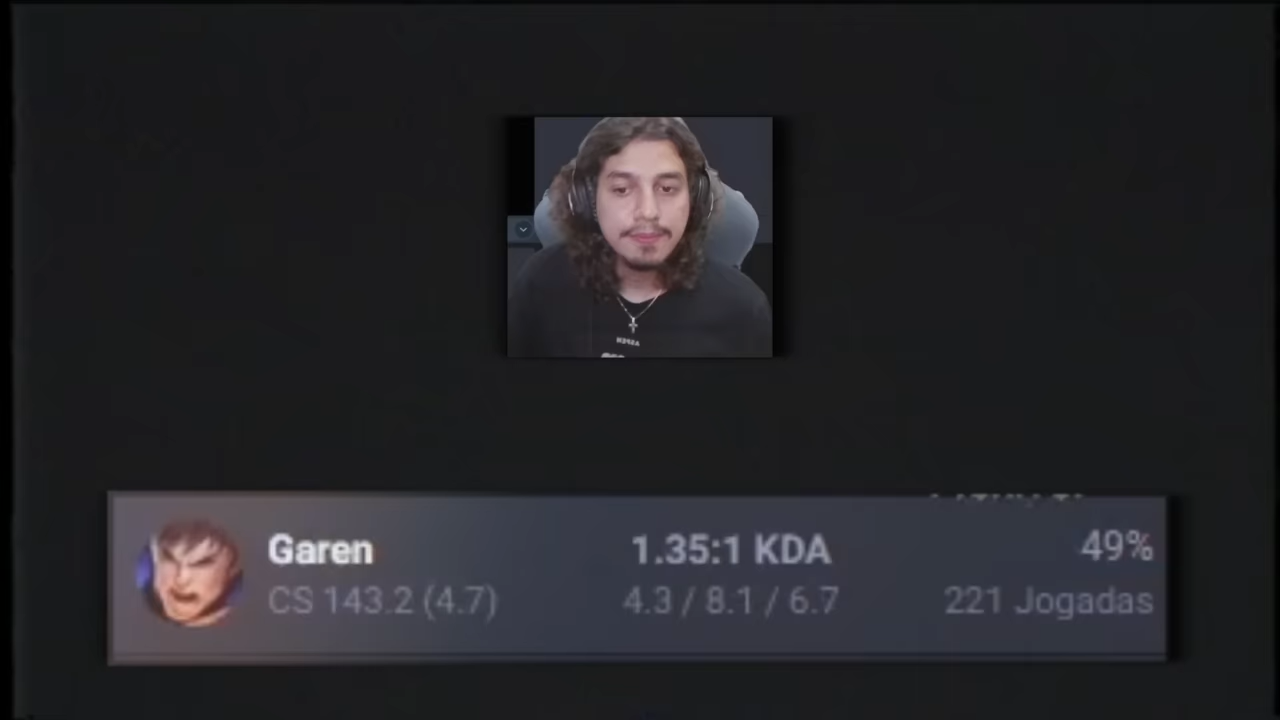 Garen
CS 143.2 (4.7)
1.35:1 KDA
4.3 / 8.1 / 6.7
49%
221 Jogadas